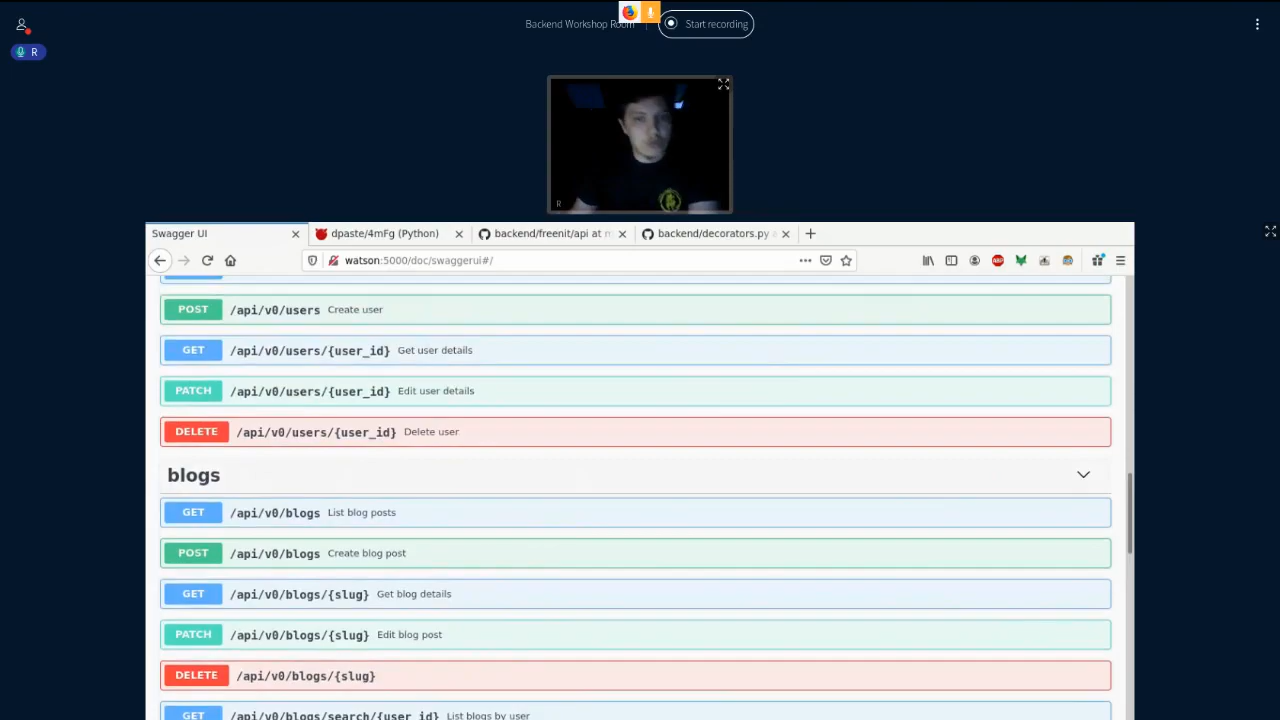 Backend Workshop Room
Start recording
R
R
Swagger UI
dpaste/4mFg (Python)
backend/freenit/api at m
backend/decorators.py a
watson:5000/doc/swaggerui#/
ABP
POST /api/v0/users Create user
GET /api/v0/users/{user_id} Get user details
PATCH /api/v0/users/{user_id} Edit user details
DELETE /api/v0/users/{user_id} Delete user
blogs
GET /api/v0/blogs List blog posts
POST /api/v0/blogs Create blog post
GET /api/v0/blogs/{slug} Get blog details
PATCH /api/v0/blogs/{slug} Edit blog post
DELETE /api/v0/blogs/{slug}
GET /api/v0/blogs/search/{user_id} List blogs by user